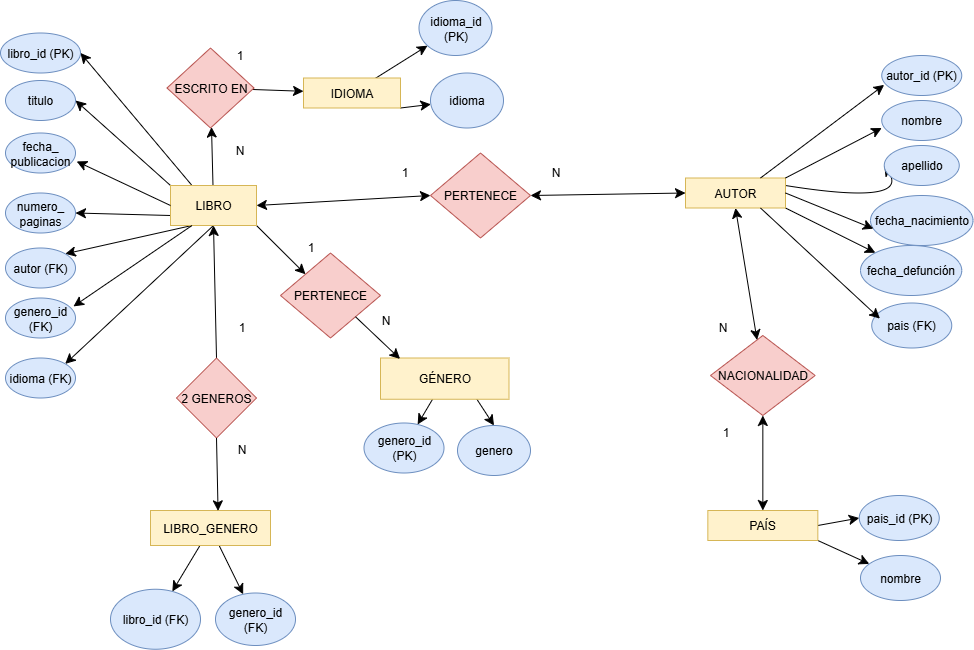 idioma_id
(PK)
1
libro_id (PK)
ESCRITO EN
IDIOMA
idioma
titulo
autor_id (PK)
nombre
N
fecha_
publicacion
apellido
1
N
PERTENECE
AUTOR
LIBRO
numero_
paginas
fecha_nacimiento
autor (FK)
1
fecha_defunción
genero_id
(FK)
PERTENECE
N
pais (FK)
1
N
idioma (FK)
GÉNERO
NACIONALIDAD
2 GENEROS
1
genero_id
(PK)
genero
N
LIBRO_GENERO
PAÍS
pais_id (PK)
nombre
libro_id (FK)
genero_id
(FK)